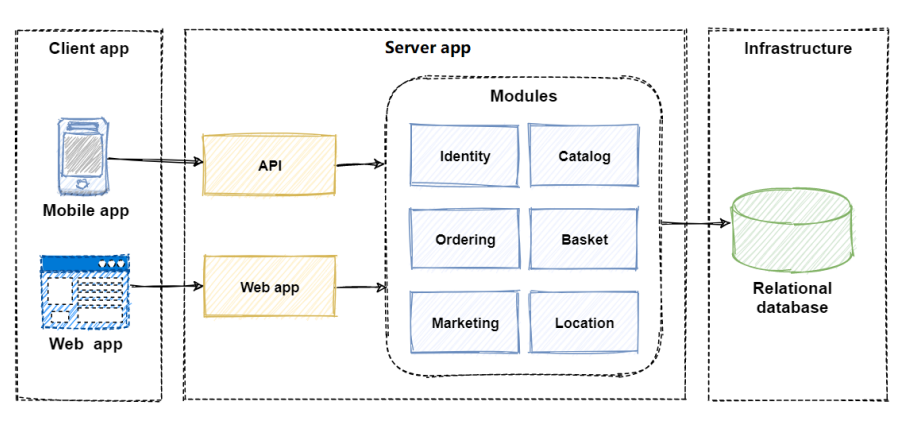 Client app
Server app
Infrastructure
Modules
Identity
Catalog
API
Mobile app
Ordering
Basket
Web app
Relational
database
Marketing
Location
Web app